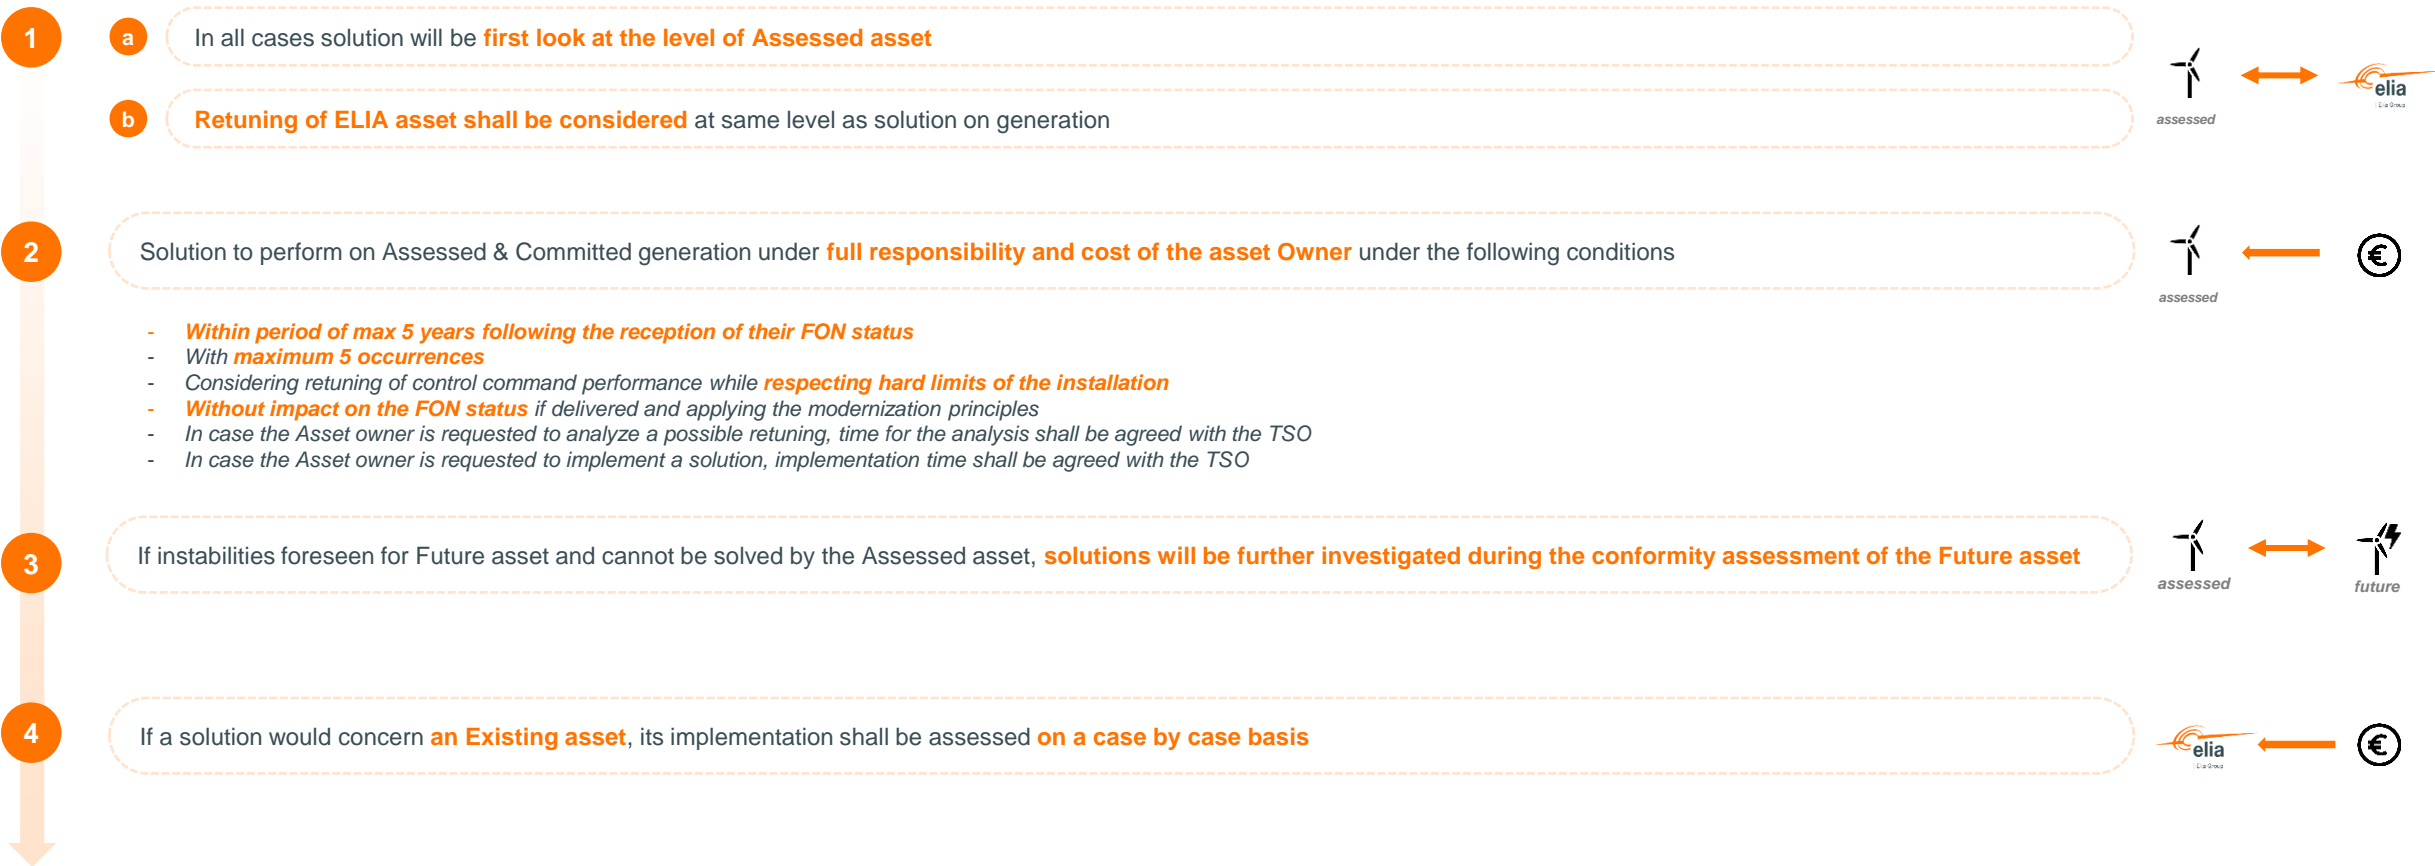 1
a
In all cases solution will be first look at the level of Assessed asset
b
Retuning of ELIA asset shall be considered at same level as solution on generation
assessed
elia
Elia Group
2
Solution to perform on Assessed & Committed generation under full responsibility and cost of the asset Owner under the following conditions
assessed
€
- Within period of max 5 years following the reception of their FON status
- With maximum 5 occurrences
- Considering retuning of control command performance while respecting hard limits of the installation
- Without impact on the FON status if delivered and applying the modernization principles
- In case the Asset owner is requested to analyze a possible retuning, time for the analysis shall be agreed with the TSO
- In case the Asset owner is requested to implement a solution, implementation time shall be agreed with the TSO
3
If instabilities foreseen for Future asset and cannot be solved by the Assessed asset, solutions will be further investigated during the conformity assessment of the Future asset
assessed
future
4
If a solution would concern an Existing asset, its implementation shall be assessed on a case by case basis
elia
Elia Group
€